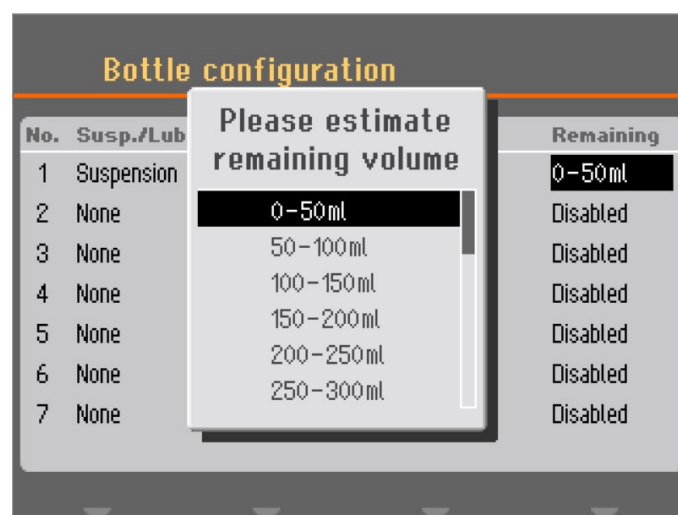 Bottle configuration
Please estimate
remaining volume
No. Susp./Lub Remaining
1 Suspension 0-50ml
2 None Disabled
3 None Disabled
4 None Disabled
5 None Disabled
6 None Disabled
7 None Disabled
0-50ml
50-100ml
100-150ml
150-200ml
200-250ml
250-300ml